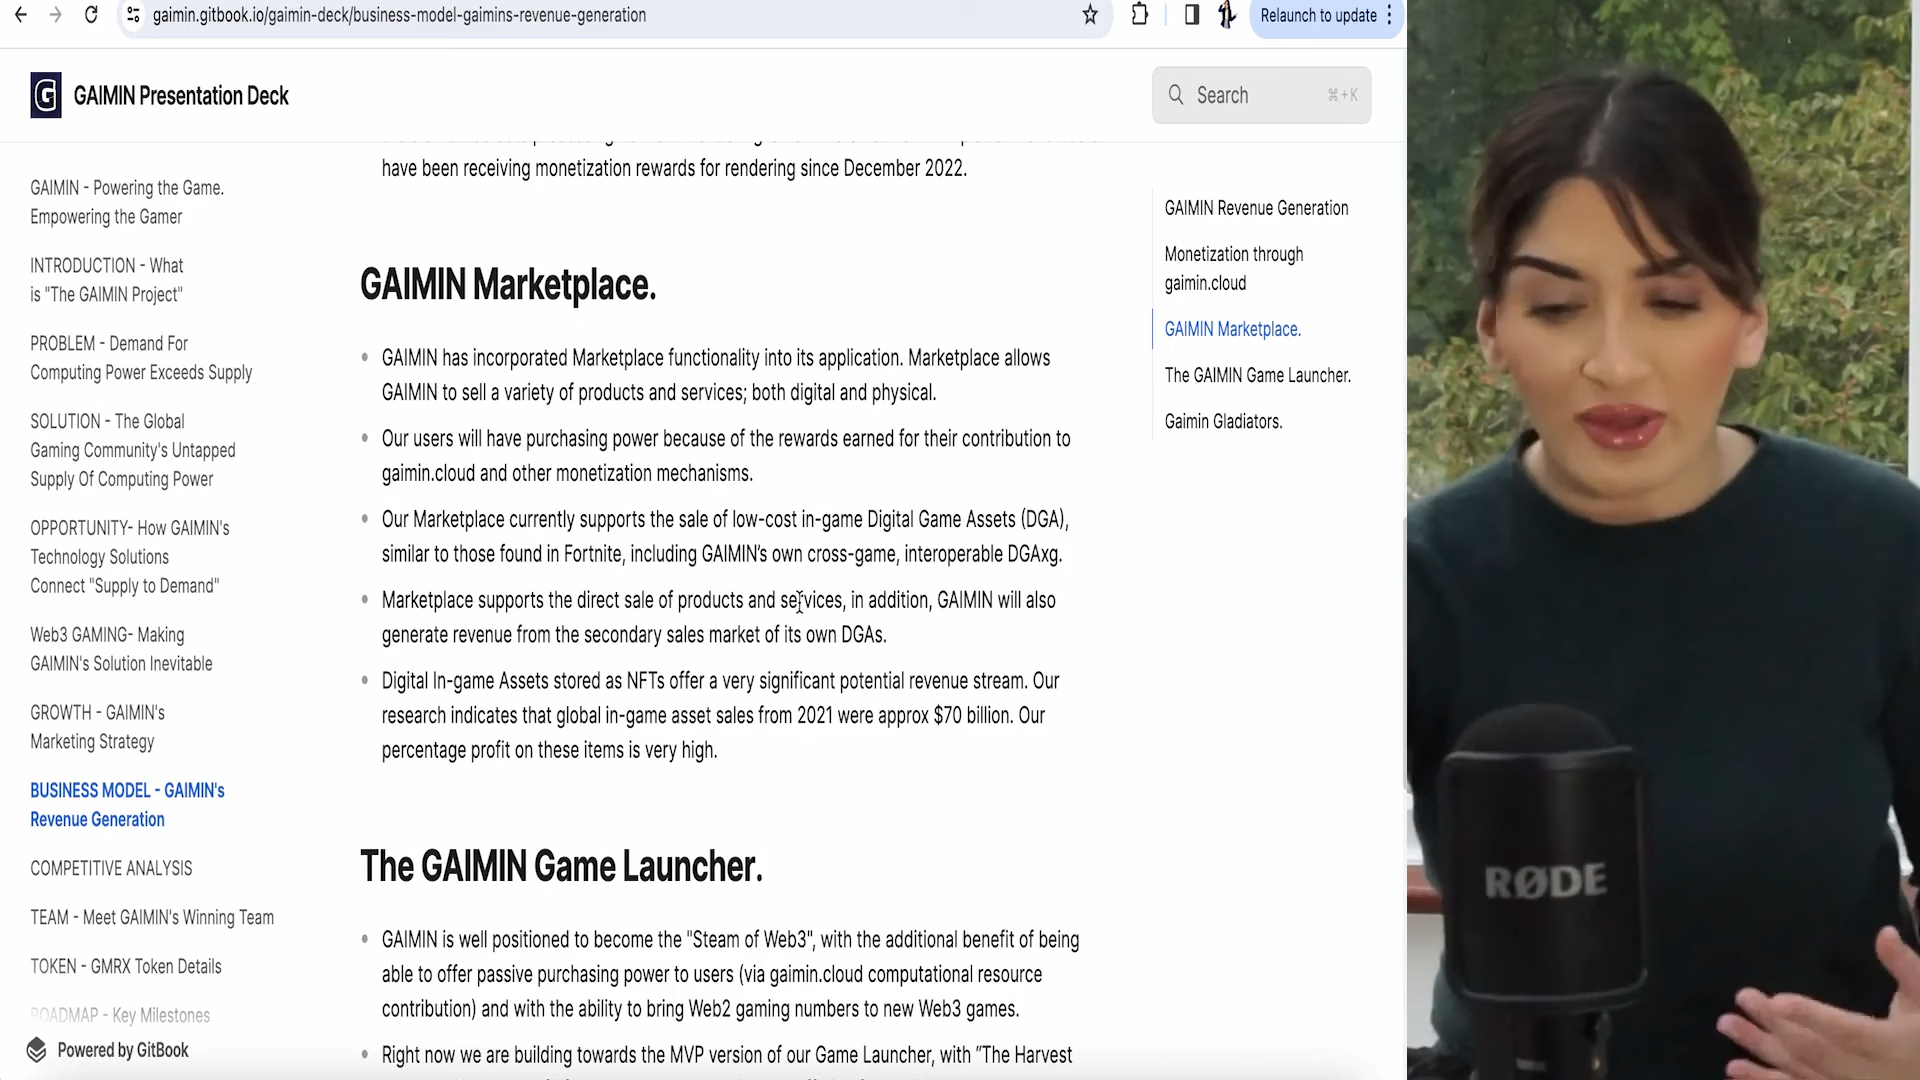 gaimin.gitbook.io/gaimin-deck/business-model-gaimins-revenue-generation
Relaunch to update
GAIMIN Presentation Deck
Search
⌘+K
GAIMIN - Powering the Game.
Empowering the Gamer
INTRODUCTION - What
is "The GAIMIN Project"
PROBLEM - Demand For
Computing Power Exceeds Supply
SOLUTION - The Global
Gaming Community's Untapped
Supply Of Computing Power
OPPORTUNITY- How GAIMIN's
Technology Solutions
Connect "Supply to Demand"
Web3 GAMING- Making
GAIMIN's Solution Inevitable
GROWTH - GAIMIN's
Marketing Strategy
BUSINESS MODEL - GAIMIN's
Revenue Generation
COMPETITIVE ANALYSIS
TEAM - Meet GAIMIN's Winning Team
TOKEN - GMRX Token Details
ROADMAP - Key Milestones
Powered by GitBook
have been receiving monetization rewards for rendering since December 2022.
GAIMIN Marketplace.
GAIMIN has incorporated Marketplace functionality into its application. Marketplace allows
GAIMIN to sell a variety of products and services; both digital and physical.
Our users will have purchasing power because of the rewards earned for their contribution to
gaimin.cloud and other monetization mechanisms.
Our Marketplace currently supports the sale of low-cost in-game Digital Game Assets (DGA),
similar to those found in Fortnite, including GAIMIN's own cross-game, interoperable DGAxg.
Marketplace supports the direct sale of products and services, in addition, GAIMIN will also
generate revenue from the secondary sales market of its own DGAs.
Digital In-game Assets stored as NFTs offer a very significant potential revenue stream. Our
research indicates that global in-game asset sales from 2021 were approx $70 billion. Our
percentage profit on these items is very high.
The GAIMIN Game Launcher.
GAIMIN is well positioned to become the "Steam of Web3", with the additional benefit of being
able to offer passive purchasing power to users (via gaimin.cloud computational resource
contribution) and with the ability to bring Web2 gaming numbers to new Web3 games.
Right now we are building towards the MVP version of our Game Launcher, with “The Harvest
GAIMIN Revenue Generation
Monetization through
gaimin.cloud
GAIMIN Marketplace.
The GAIMIN Game Launcher.
Gaimin Gladiators.
RØDE